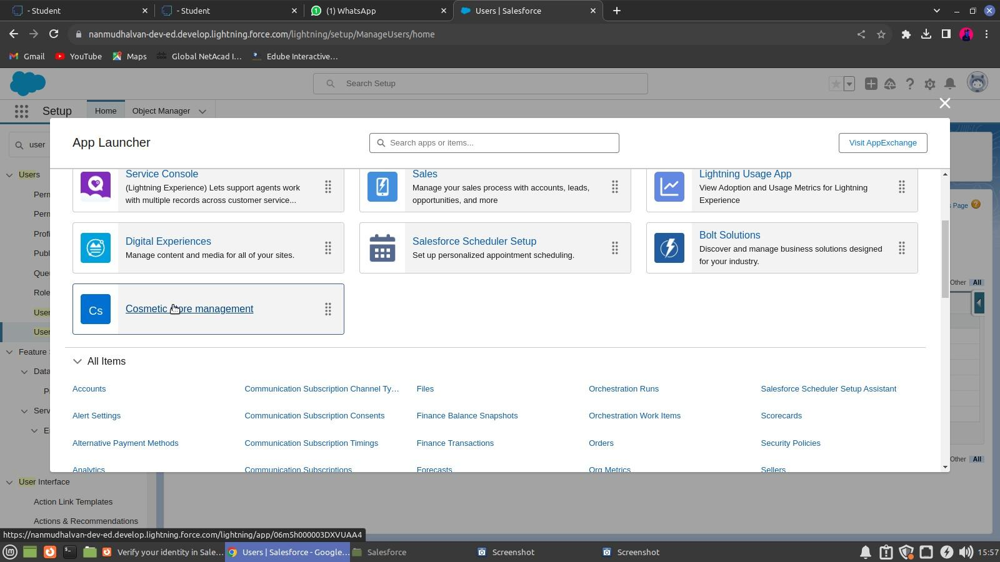 - Student
- Student
(1) WhatsApp
Users | Salesforce
nanmudhalvan-dev-ed.develop.lightning.force.com/lightning/setup/ManageUsers/home
Gmail
YouTube
Maps
Global NetAcad I...
Edube Interactive...
Search Setup
Setup
Home
Object Manager
user
App Launcher
Search apps or items...
Visit AppExchange
Users
Perm
Perm
Profi
Publ
Queu
Role
User
User
Feature
Data
Serv
Service Console
(Lightning Experience) Lets support agents work
with multiple records across customer service...
Sales
Manage your sales process with accounts, leads,
opportunities, and more
Lightning Usage App
View Adoption and Usage Metrics for Lightning
Experience
Digital Experiences
Manage content and media for all of your sites.
Salesforce Scheduler Setup
Set up personalized appointment scheduling.
Bolt Solutions
Discover and manage business solutions designed
for your industry.
Cs
Cosmetic store management
All Items
Accounts
Communication Subscription Channel Ty...
Files
Orchestration Runs
Salesforce Scheduler Setup Assistant
Alert Settings
Communication Subscription Consents
Finance Balance Snapshots
Orchestration Work Items
Scorecards
Alternative Payment Methods
Communication Subscription Timings
Finance Transactions
Orders
Security Policies
Analytics
Communication Subscriptions
Forecasts
Org Metrics
Sellers
s Page
Other All
Other All
User Interface
Action Link Templates
Actions & Recommendations
https://nanmudhalvan-dev-ed.develop.lightning.force.com/lightning/app/06m5h000003DXVUAA4
Verify your identity in Sale...
Users | Salesforce - Google...
Salesforce
Screenshot
Screenshot
15:57